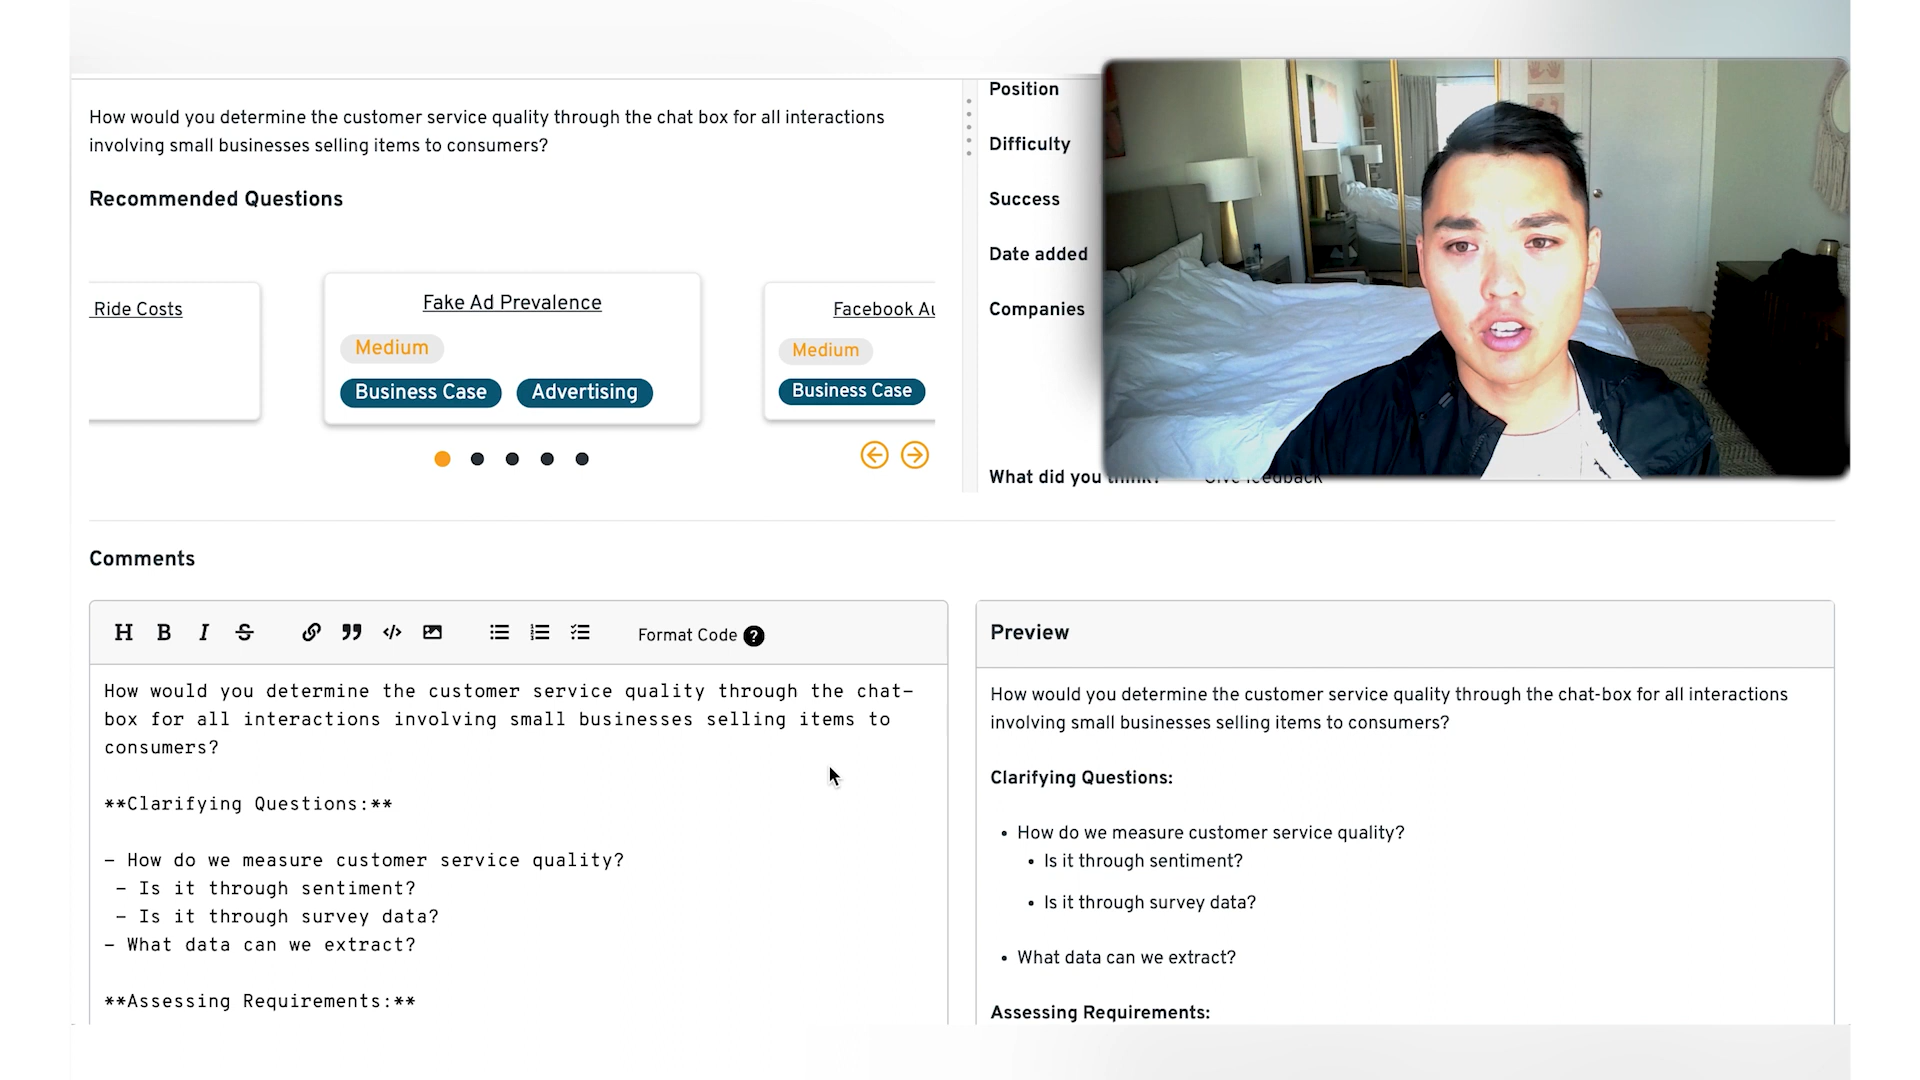 How would you determine the customer service quality through the chat box for all interactions
involving small businesses selling items to consumers?
Recommended Questions
Ride Costs
Fake Ad Prevalence
Medium
Business Case
Advertising
Facebook
Medium
Business Case
Position
Difficulty
Success
Date added
Companies
What did you think?
Give feedback
Comments
H B I S
Format Code ?
How would you determine the customer service quality through the chat-
box for all interactions involving small businesses selling items to
consumers?
**Clarifying Questions:**
- How do we measure customer service quality?
- Is it through sentiment?
- Is it through survey data?
- What data can we extract?
**Assessing Requirements:**
Preview
How would you determine the customer service quality through the chat-box for all interactions
involving small businesses selling items to consumers?
Clarifying Questions:
• How do we measure customer service quality?
• Is it through sentiment?
• Is it through survey data?
• What data can we extract?
Assessing Requirements: